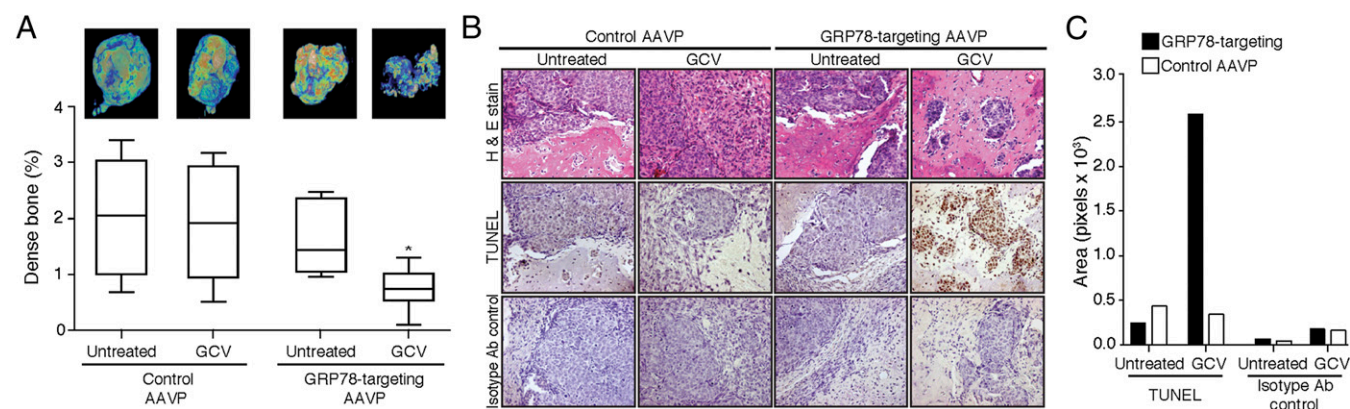 A
Dense bone (%)
4
3
2
1
0
*
Untreated
GCV
Untreated
GCV
Control
AAVP
GRP78-targeting
AAVP
B
Control AAVP
GRP78-targeting AAVP
Untreated
GCV
Untreated
GCV
H & E stain
TUNEL
Isotype Ab control
C
GRP78-targeting
Control AAVP
Area (pixels x 10³)
3.0
2.5
2.0
1.5
1.0
0.5
0
Untreated
GCV
Untreated
GCV
TUNEL
Isotype Ab
control